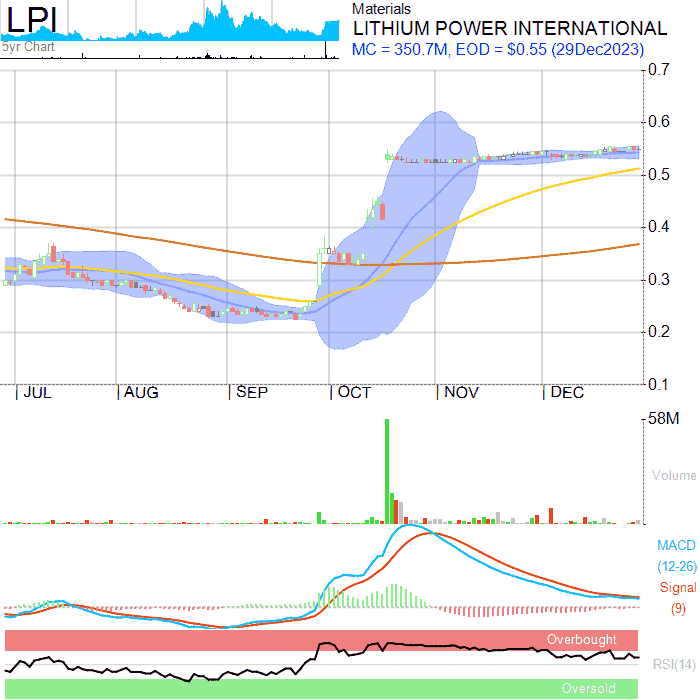 LPI
Materials
LITHIUM POWER INTERNATIONAL
MC = 350.7M, EOD = $0.55 (29Dec2023)
5yr Chart
0.7
0.6
0.5
0.4
0.3
0.2
0.1
JUL AUG SEP OCT NOV DEC
58M
Volume
MACD
(12-26)
Signal
(9)
Overbought
RSI(14)
Oversold